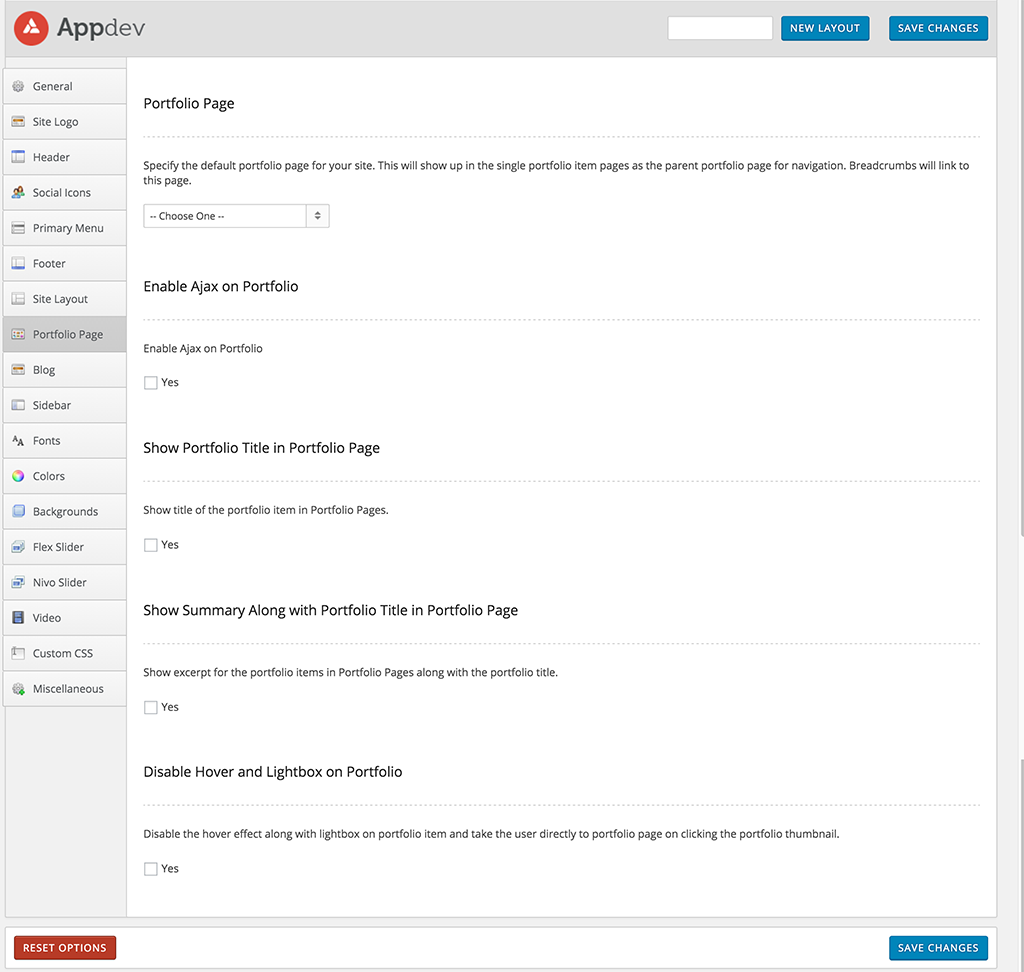 Appdev
NEW LAYOUT
SAVE CHANGES
General
Site Logo
Header
Social Icons
Primary Menu
Footer
Site Layout
Portfolio Page
Blog
Sidebar
Fonts
Colors
Backgrounds
Flex Slider
Nivo Slider
Video
Custom CSS
Miscellaneous
Portfolio Page
Specify the default portfolio page for your site. This will show up in the single portfolio item pages as the parent portfolio page for navigation. Breadcrumbs will link to
this page.
-- Choose One --
Enable Ajax on Portfolio
Enable Ajax on Portfolio
Yes
Show Portfolio Title in Portfolio Page
Show title of the portfolio item in Portfolio Pages.
Yes
Show Summary Along with Portfolio Title in Portfolio Page
Show excerpt for the portfolio items in Portfolio Pages along with the portfolio title.
Yes
Disable Hover and Lightbox on Portfolio
Disable the hover effect along with lightbox on portfolio item and take the user directly to portfolio page on clicking the portfolio thumbnail.
Yes
RESET OPTIONS
SAVE CHANGES